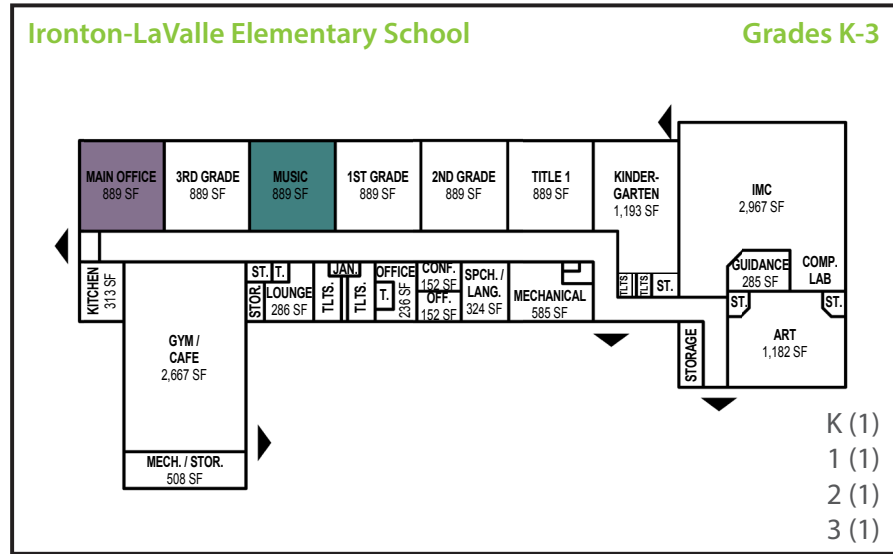 Ironton-LaValle Elementary School
Grades K-3
MAIN OFFICE
889 SF
3RD GRADE
889 SF
MUSIC
889 SF
1ST GRADE
889 SF
2ND GRADE
889 SF
TITLE 1
889 SF
KINDER-
GARTEN
1,193 SF
IMC
2,967 SF
GUIDANCE
285 SF
COMP.
LAB
KITCHEN
313 SF
ST.
T.
STOR.
LOUNGE
286 SF
JAN.
TLTS.
TLTS.
OFFICE
236 SF
T.
CONF.
152 SF
OFF.
152 SF
SPCH. /
LANG.
324 SF
MECHANICAL
585 SF
TLTS.
TLTS.
ST.
ST.
ST.
STORAGE
ART
1,182 SF
GYM /
CAFE
2,667 SF
MECH. / STOR.
508 SF
K (1)
1 (1)
2 (1)
3 (1)